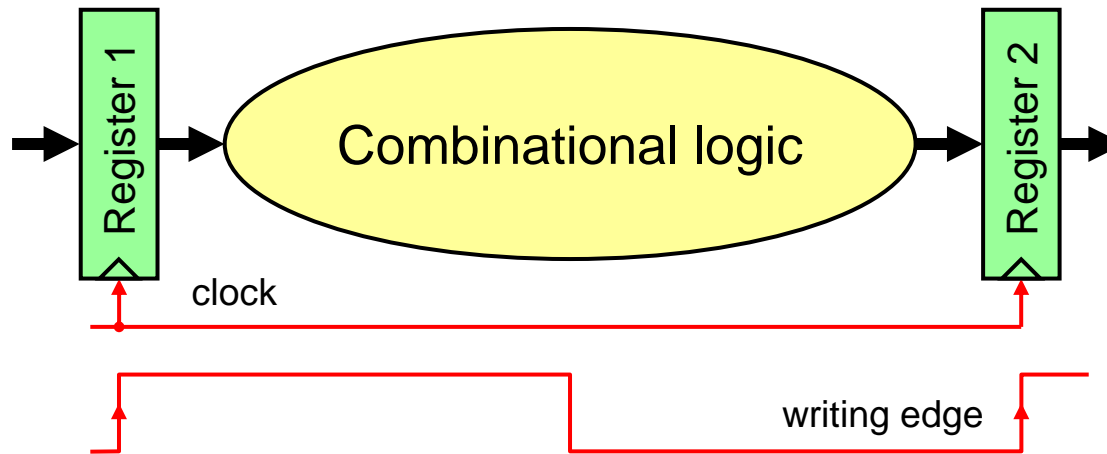 Register 1
Combinational logic
Register 2
clock
writing edge